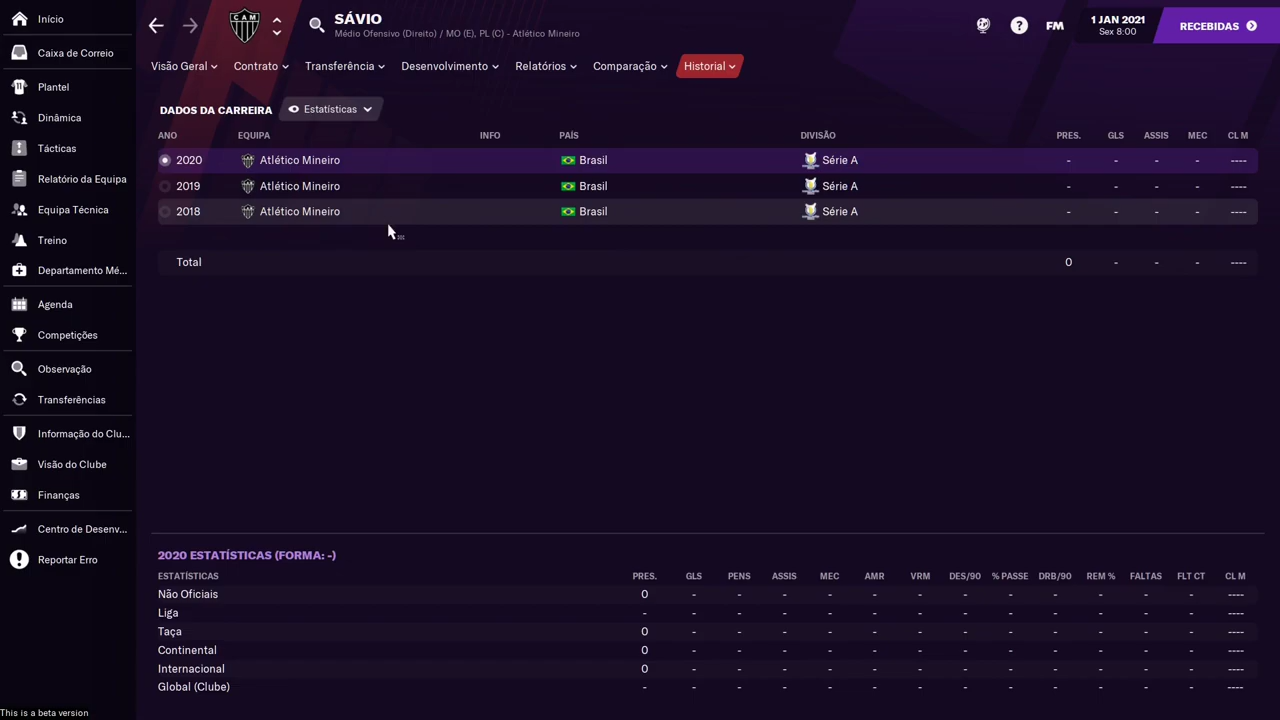 Início
Caixa de Correio
Plantel
Dinâmica
Tácticas
Relatório da Equipa
Equipa Técnica
Treino
Departamento Mé...
Agenda
Competições
Observação
Transferências
Informação do Clu...
Visão do Clube
Finanças
Centro de Desenv...
Reportar Erro
This is a beta version
CAM
SÁVIO
Médio Ofensivo (Direito) / MO (E), PL (C) - Atlético Mineiro
?
FM
1 JAN 2021
Sex 8:00
RECEBIDAS
Visão Geral Contrato Transferência Desenvolvimento Relatórios Comparação Historial
DADOS DA CARREIRA Estatísticas
ANO EQUIPA INFO PAÍS DIVISÃO PRES. GLS ASSIS MEC CL M
2020 Atlético Mineiro Brasil Série A - - - - ----
2019 Atlético Mineiro Brasil Série A - - - - ----
2018 Atlético Mineiro Brasil Série A - - - - ----
Total 0 - - - ----
2020 ESTATÍSTICAS (FORMA: -)
ESTATÍSTICAS PRES. GLS PENS ASSIS MEC AMR VRM DES/90 % PASSE DRB/90 REM % FALTAS FLT CT CL M
Não Oficiais 0 - - - - - - - - - - - - ----
Liga - - - - - - - - - - - - - ----
Taça 0 - - - - - - - - - - - - ----
Continental 0 - - - - - - - - - - - - ----
Internacional 0 - - - - - - - - - - - - ----
Global (Clube) - - - - - - - - - - - - - ----